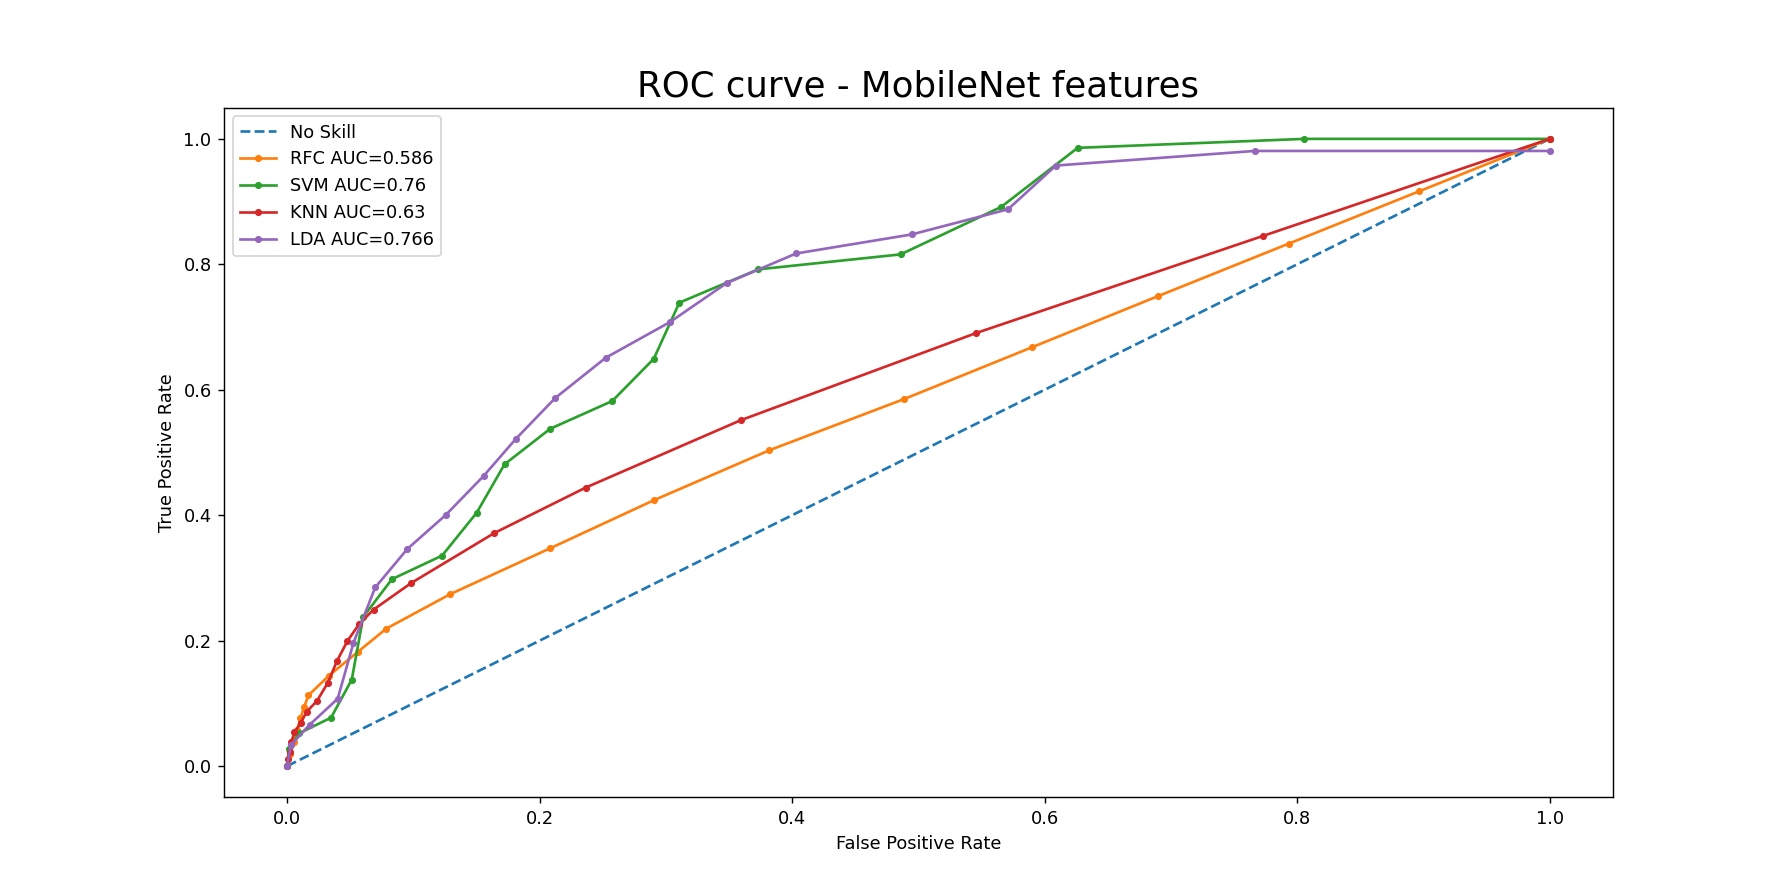 ROC curve - MobileNet features
No Skill
RFC AUC=0.586
SVM AUC=0.76
KNN AUC=0.63
LDA AUC=0.766
True Positive Rate
1.0
0.8
0.6
0.4
0.2
0.0
0.0 0.2 0.4 0.6 0.8 1.0
False Positive Rate